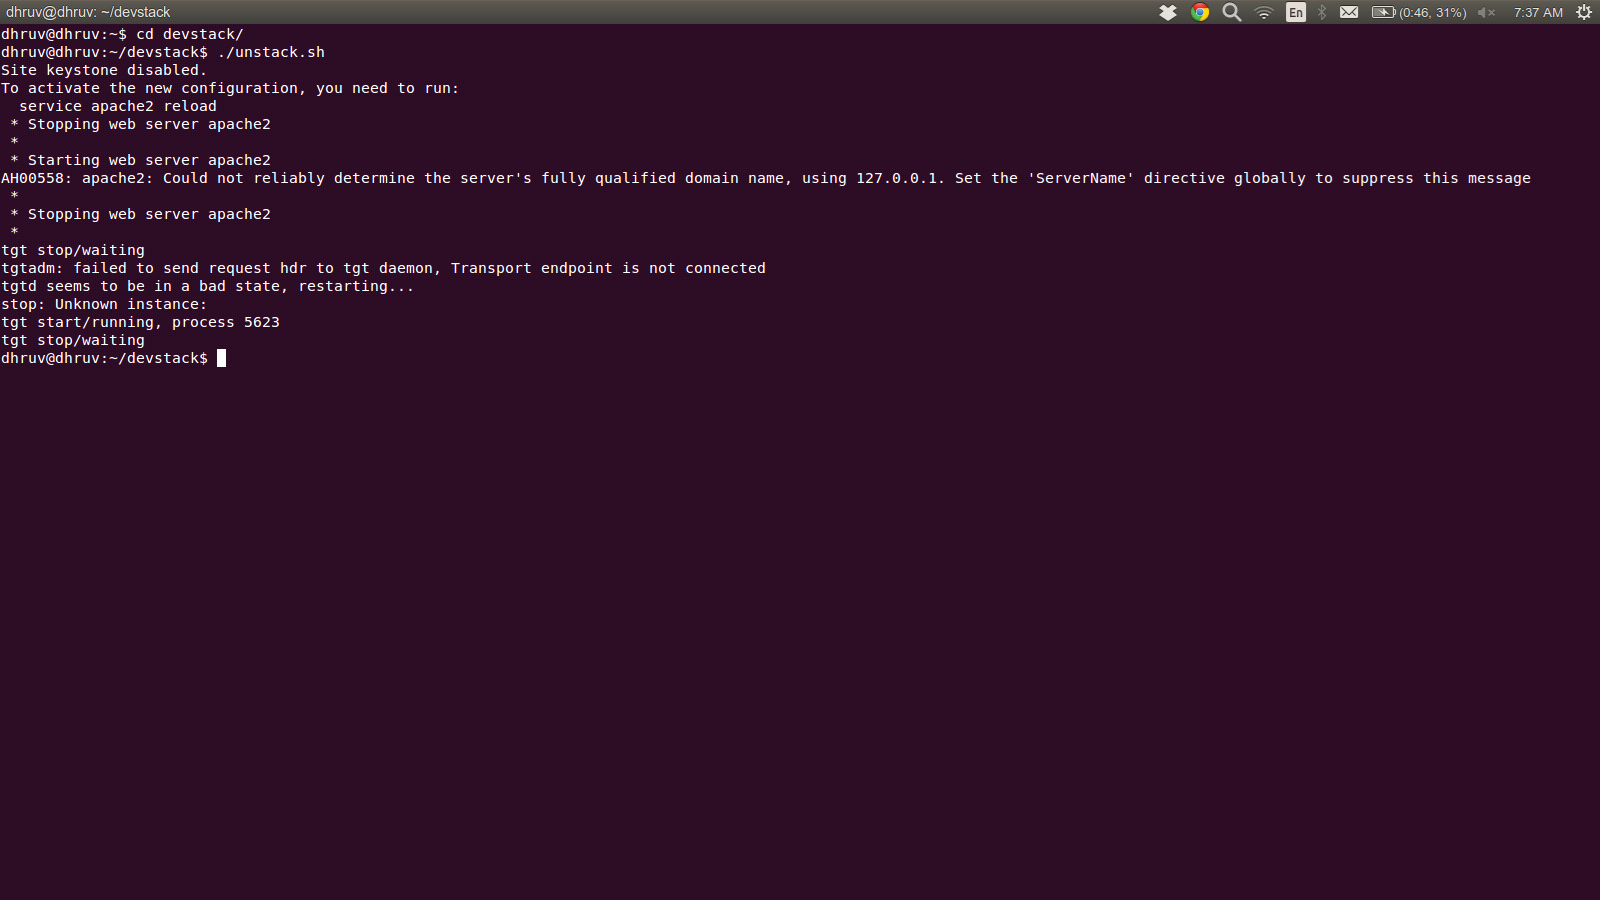 dhruv@dhruv: ~/devstack
En
(0:46, 31%)
7:37 AM
dhruv@dhruv:~$ cd devstack/
dhruv@dhruv:~/devstack$ ./unstack.sh
Site keystone disabled.
To activate the new configuration, you need to run:
  service apache2 reload
 * Stopping web server apache2
 *
 * Starting web server apache2
AH00558: apache2: Could not reliably determine the server's fully qualified domain name, using 127.0.0.1. Set the 'ServerName' directive globally to suppress this message
 *
 * Stopping web server apache2
 *
tgt stop/waiting
tgtadm: failed to send request hdr to tgt daemon, Transport endpoint is not connected
tgtd seems to be in a bad state, restarting...
stop: Unknown instance:
tgt start/running, process 5623
tgt stop/waiting
dhruv@dhruv:~/devstack$